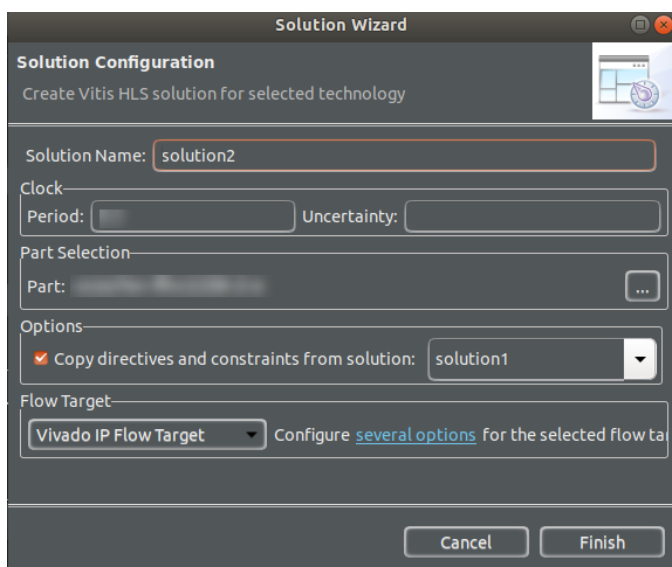 Solution Wizard
Solution Configuration
Create Vitis HLS solution for selected technology
Solution Name: solution2
Clock
Period: Uncertainty:
Part Selection
Part: ...
Options
Copy directives and constraints from solution: solution1
Flow Target
Vivado IP Flow Target Configure several options for the selected flow ta
Cancel Finish